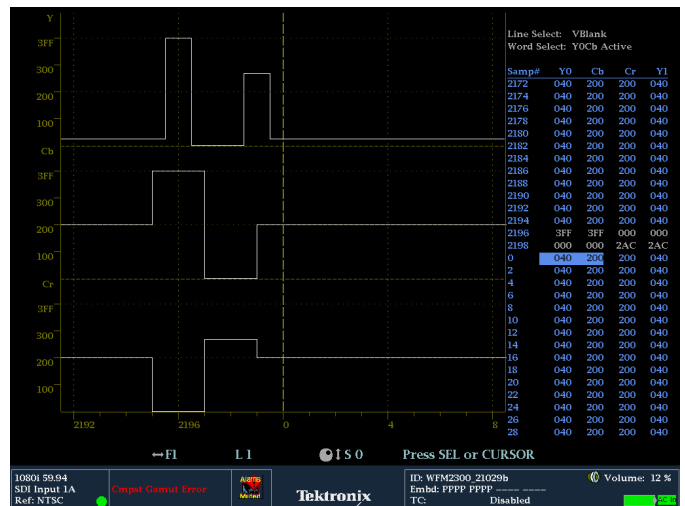 Y
3FF
300
200
100
Cb
3FF
300
200
100
Cr
3FF
300
200
100
2192 2196 0 4 8
Line Select: VBlank
Word Select: Y0Cb Active
Samp# Y0 Cb Cr Y1
2172 040 200 200 040
2174 040 200 200 040
2176 040 200 200 040
2178 040 200 200 040
2180 040 200 200 040
2182 040 200 200 040
2184 040 200 200 040
2186 040 200 200 040
2188 040 200 200 040
2190 040 200 200 040
2192 040 200 200 040
2194 040 200 200 040
2196 3FF 3FF 000 000
2198 000 000 2AC 2AC
0 040 200 200 040
2 040 200 200 040
4 040 200 200 040
6 040 200 200 040
8 040 200 200 040
10 040 200 200 040
12 040 200 200 040
14 040 200 200 040
16 040 200 200 040
18 040 200 200 040
20 040 200 200 040
22 040 200 200 040
24 040 200 200 040
26 040 200 200 040
28 040 200 200 040
↔F1 L 1 ↕ S 0 Press SEL or CURSOR
1080i 59.94
SDI Input 1A
Ref: NTSC
Cmpst Gamut Error
Alarms
Muted
Tektronix
ID: WFM2300_21029b
Embd: PPPP PPPP ---- ----
TC: Disabled
Volume: 12 %
AC In